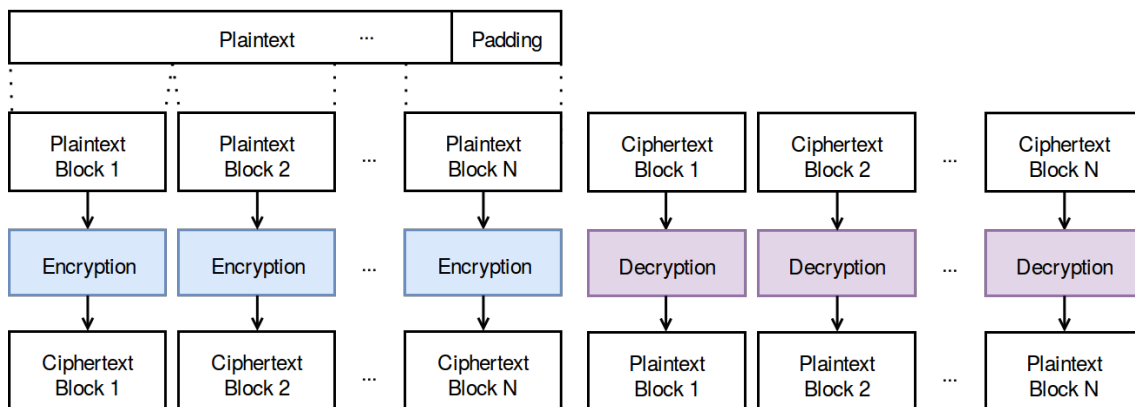 Plaintext ... Padding
Plaintext
Block 1
Plaintext
Block 2
...
Plaintext
Block N
Ciphertext
Block 1
Ciphertext
Block 2
...
Ciphertext
Block N
Encryption
Encryption
...
Encryption
Decryption
Decryption
...
Decryption
Ciphertext
Block 1
Ciphertext
Block 2
...
Ciphertext
Block N
Plaintext
Block 1
Plaintext
Block 2
...
Plaintext
Block N